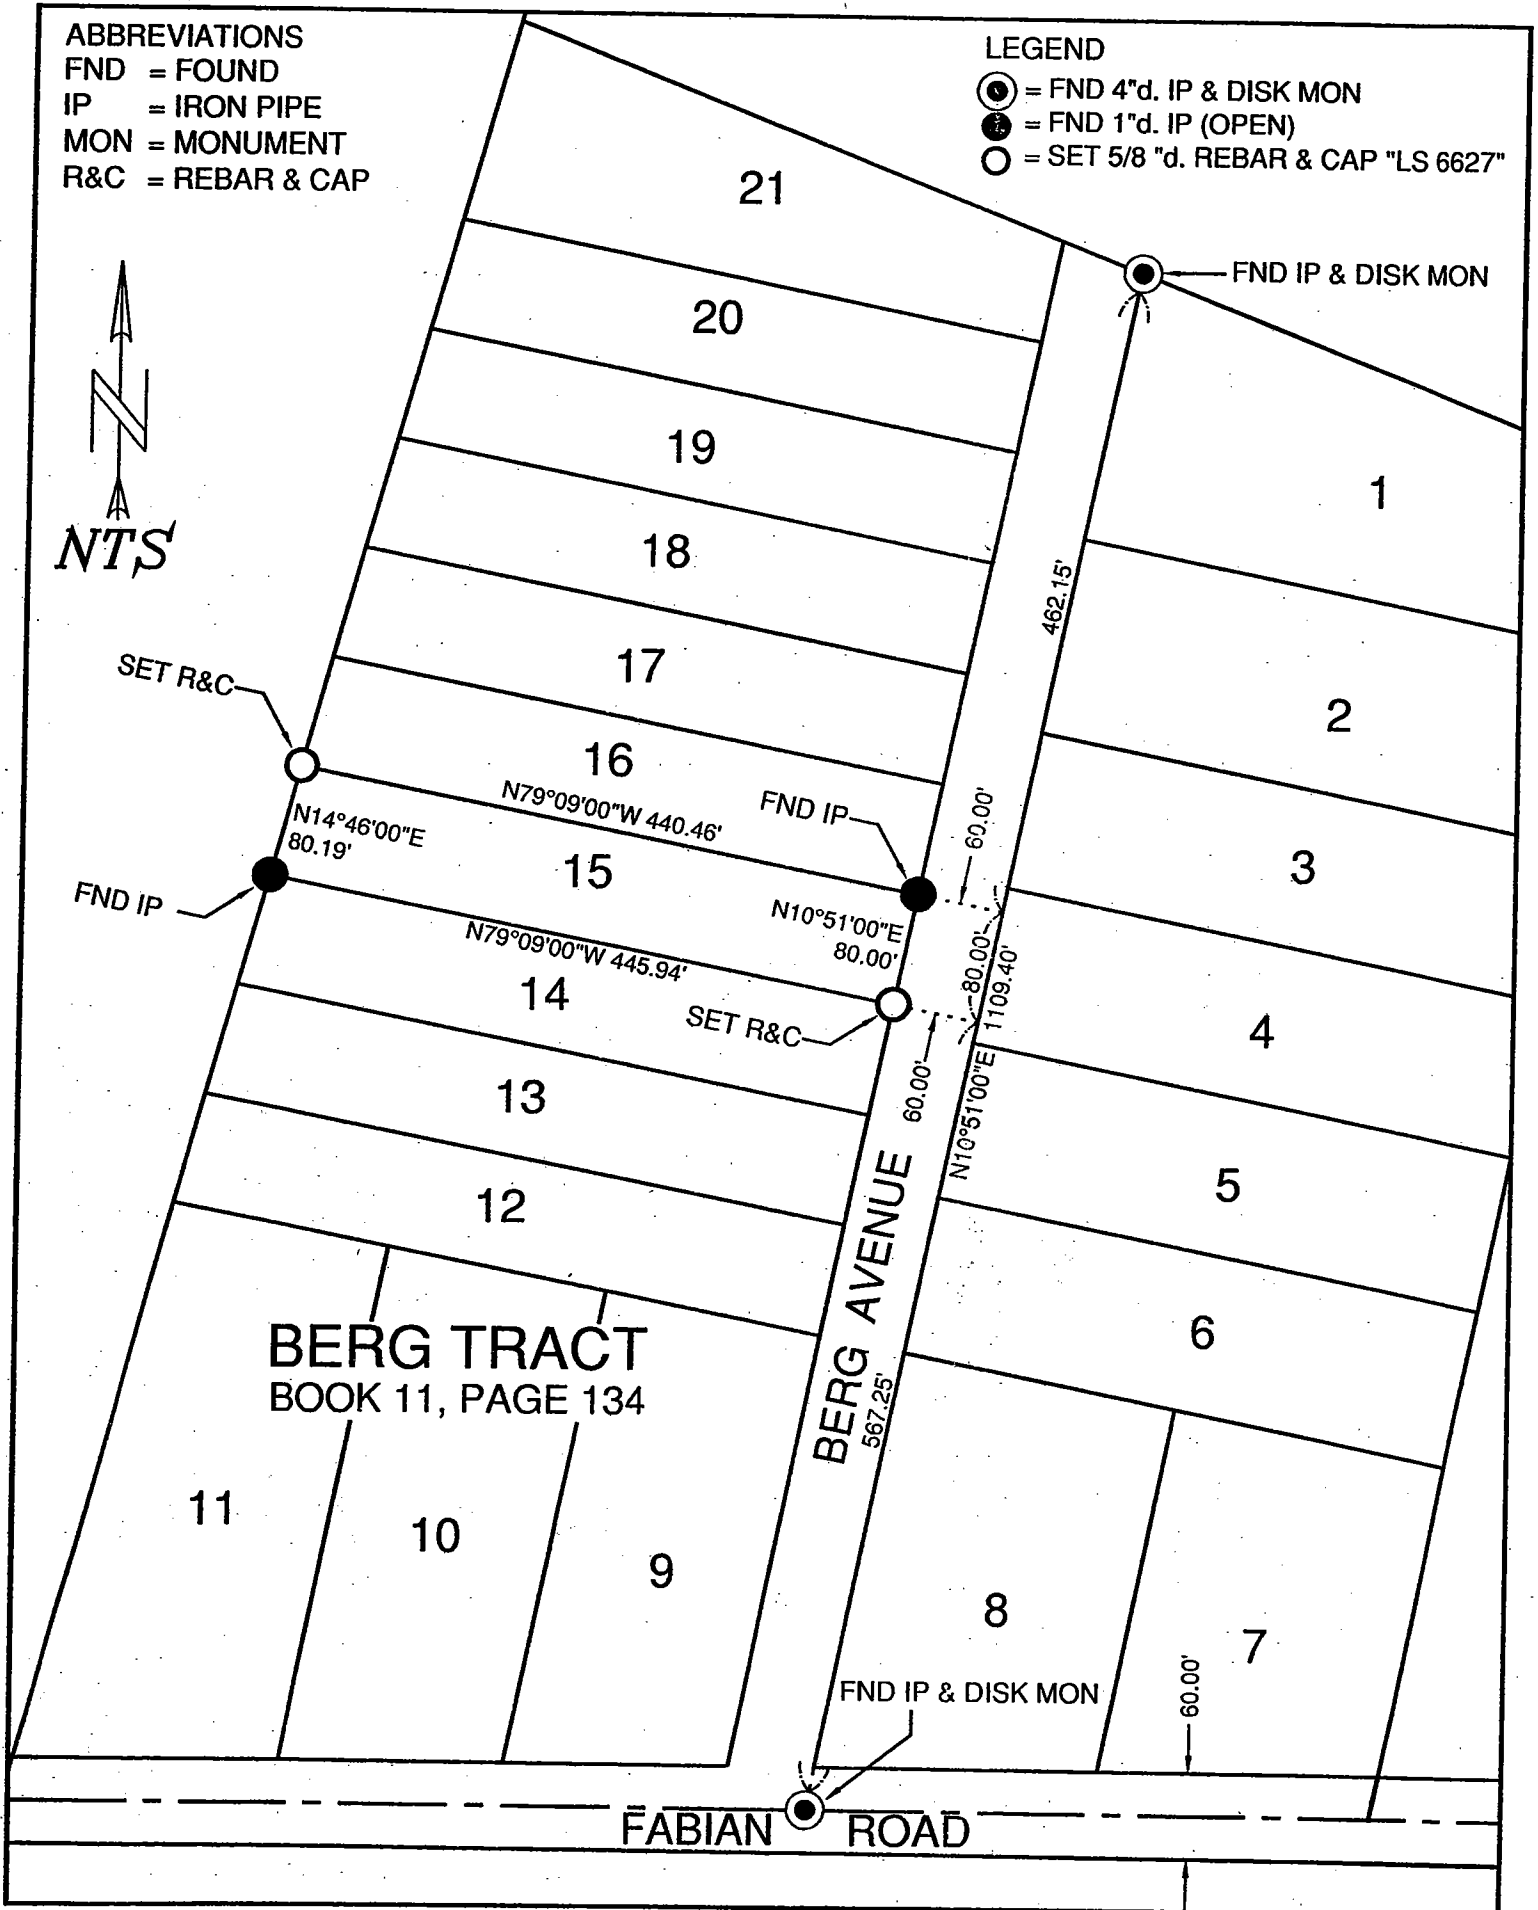 ABBREVIATIONS
FND = FOUND
IP = IRON PIPE
MON = MONUMENT
R&C = REBAR & CAP
LEGEND
= FND 4"d. IP & DISK MON
= FND 1"d. IP (OPEN)
= SET 5/8 "d. REBAR & CAP "LS 6627"
N
NTS
21
FND IP & DISK MON
20
19
1
18
462.15'
17
2
SET R&C
16
N79°09'00"W 440.46'
FND IP
60.00'
N14°46'00"E
80.19'
15
3
FND IP
N10°51'00"E
80.00'
N79°09'00"W 445.94'
80.00'
1109.40'
14
SET R&C
4
13
60.00'
N10°51'00"E
12
5
BERG AVENUE
567.25'
6
BERG TRACT
BOOK 11, PAGE 134
11
10
9
8
7
60.00'
FND IP & DISK MON
FABIAN ROAD